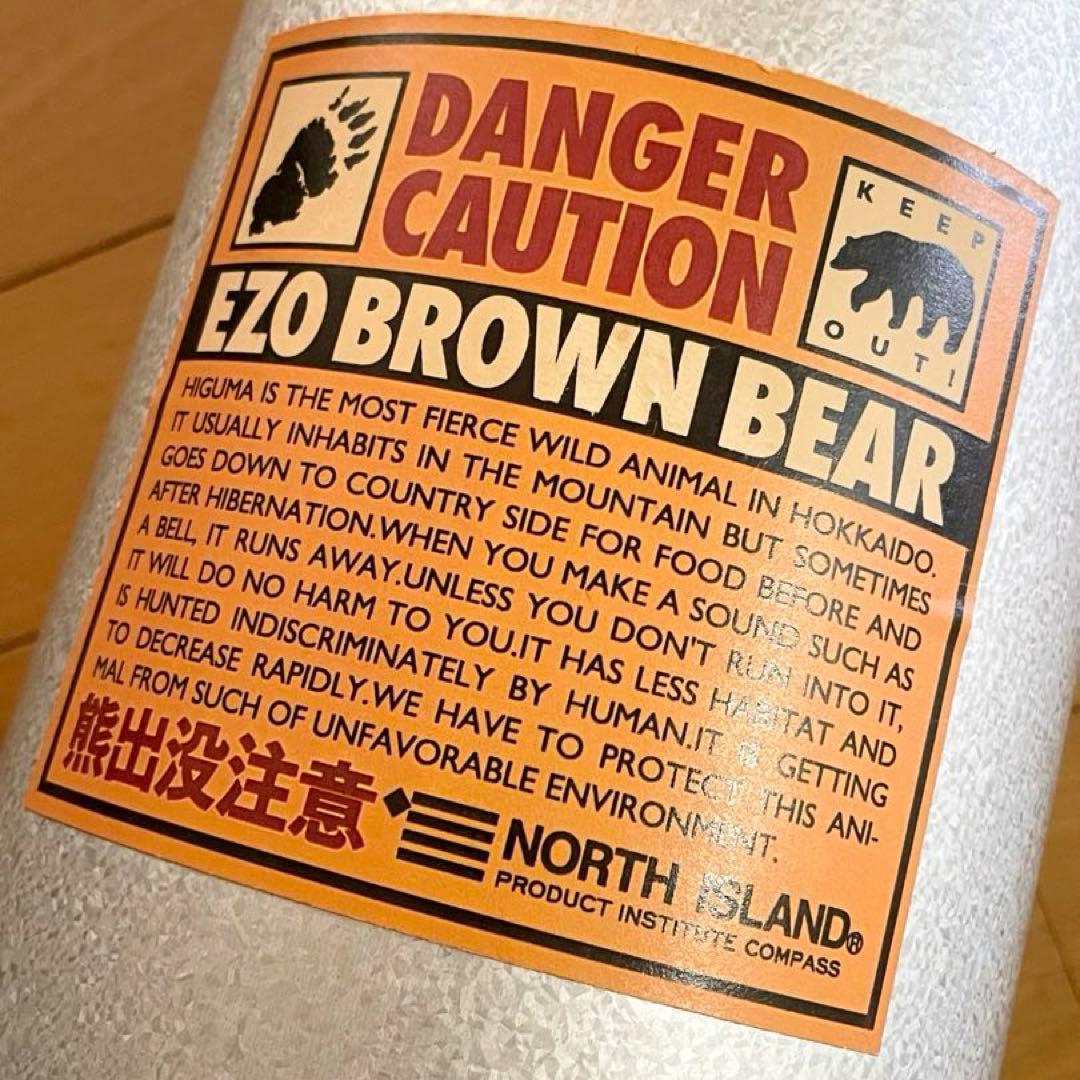 DANGER
CAUTION
KEEP
OUT!
EZO BROWN BEAR
HIGUMA IS THE MOST FIERCE WILD ANIMAL IN HOKKAIDO.
IT USUALLY INHABITS IN THE MOUNTAIN BUT SOMETIMES
GOES DOWN TO COUNTRY SIDE FOR FOOD BEFORE AND
AFTER HIBERNATION.WHEN YOU MAKE A SOUND SUCH AS
A BELL, IT RUNS AWAY.UNLESS YOU DON'T RUN INTO IT,
IT WILL DO NO HARM TO YOU.IT HAS LESS HABITAT AND
IS HUNTED INDISCRIMINATELY BY HUMAN.IT IS GETTING
TO DECREASE RAPIDLY.WE HAVE TO PROTECT THIS ANI-
MAL FROM SUCH OF UNFAVORABLE ENVIRONMENT.
熊出没注意
NORTH ISLAND®
PRODUCT INSTITUTE COMPASS